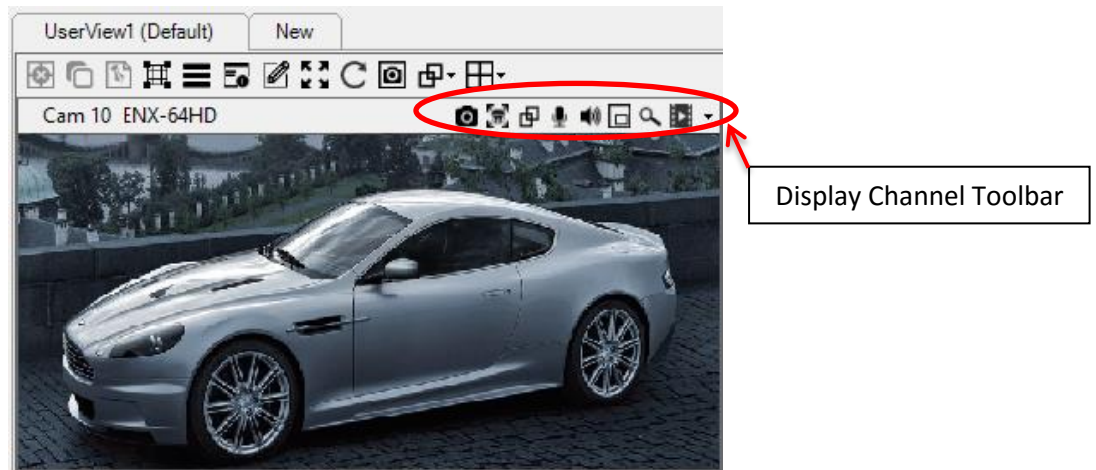 UserView1 (Default)
New
Cam 10 ENX-64HD
Display Channel Toolbar